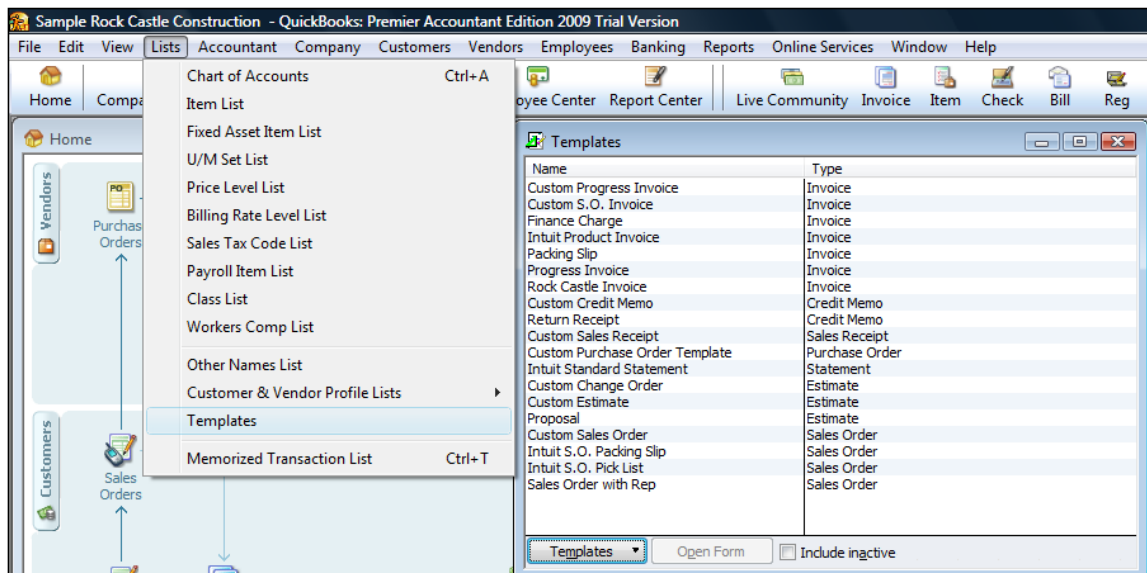 Sample Rock Castle Construction - QuickBooks: Premier Accountant Edition 2009 Trial Version
File Edit View Lists Accountant Company Customers Vendors Employees Banking Reports Online Services Window Help
Home Compa oyee Center Report Center Live Community Invoice Item Check Bill Reg
Chart of Accounts Ctrl+A
Item List
Fixed Asset Item List
U/M Set List
Price Level List
Billing Rate Level List
Sales Tax Code List
Payroll Item List
Class List
Workers Comp List
Other Names List
Customer & Vendor Profile Lists
Templates
Memorized Transaction List Ctrl+T
Home
Vendors
PO
Purchas
Orders
Customers
Sales
Orders
Templates
Name Type
Custom Progress Invoice Invoice
Custom S.O. Invoice Invoice
Finance Charge Invoice
Intuit Product Invoice Invoice
Packing Slip Invoice
Progress Invoice Invoice
Rock Castle Invoice Invoice
Custom Credit Memo Credit Memo
Return Receipt Credit Memo
Custom Sales Receipt Sales Receipt
Custom Purchase Order Template Purchase Order
Intuit Standard Statement Statement
Custom Change Order Estimate
Custom Estimate Estimate
Proposal Estimate
Custom Sales Order Sales Order
Intuit S.O. Packing Slip Sales Order
Intuit S.O. Pick List Sales Order
Sales Order with Rep Sales Order
Templates Open Form Include inactive